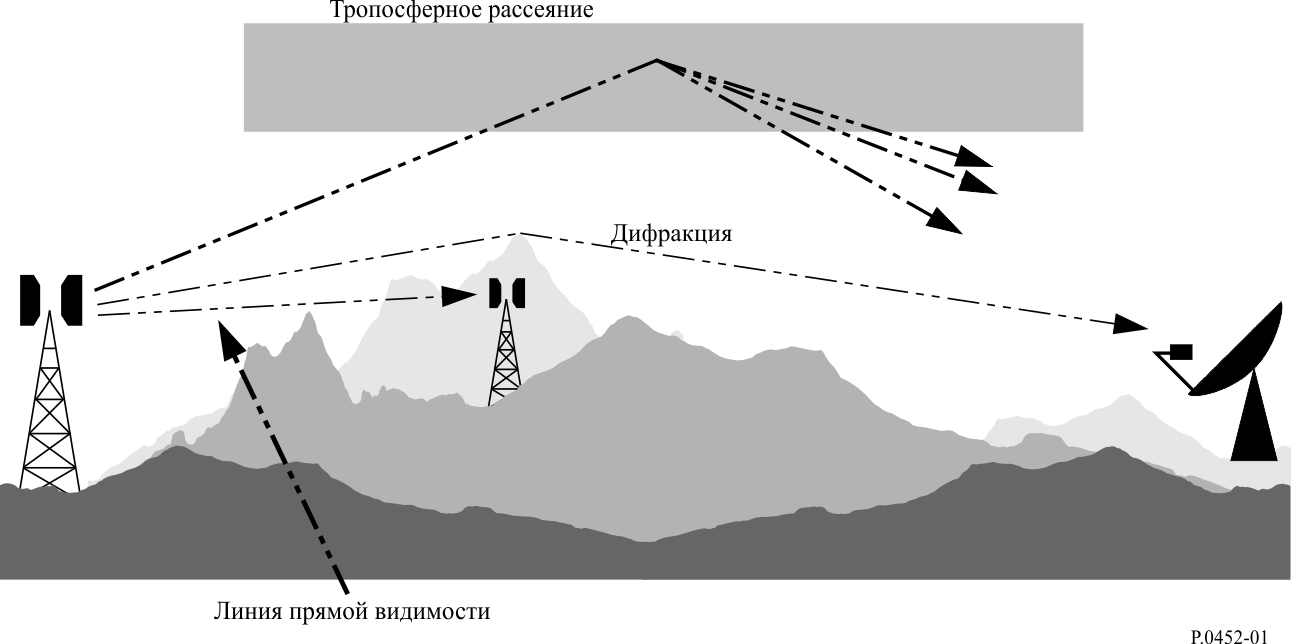 Тропосферное рассеяние
Дифракция
Линия прямой видимости
P.0452-01